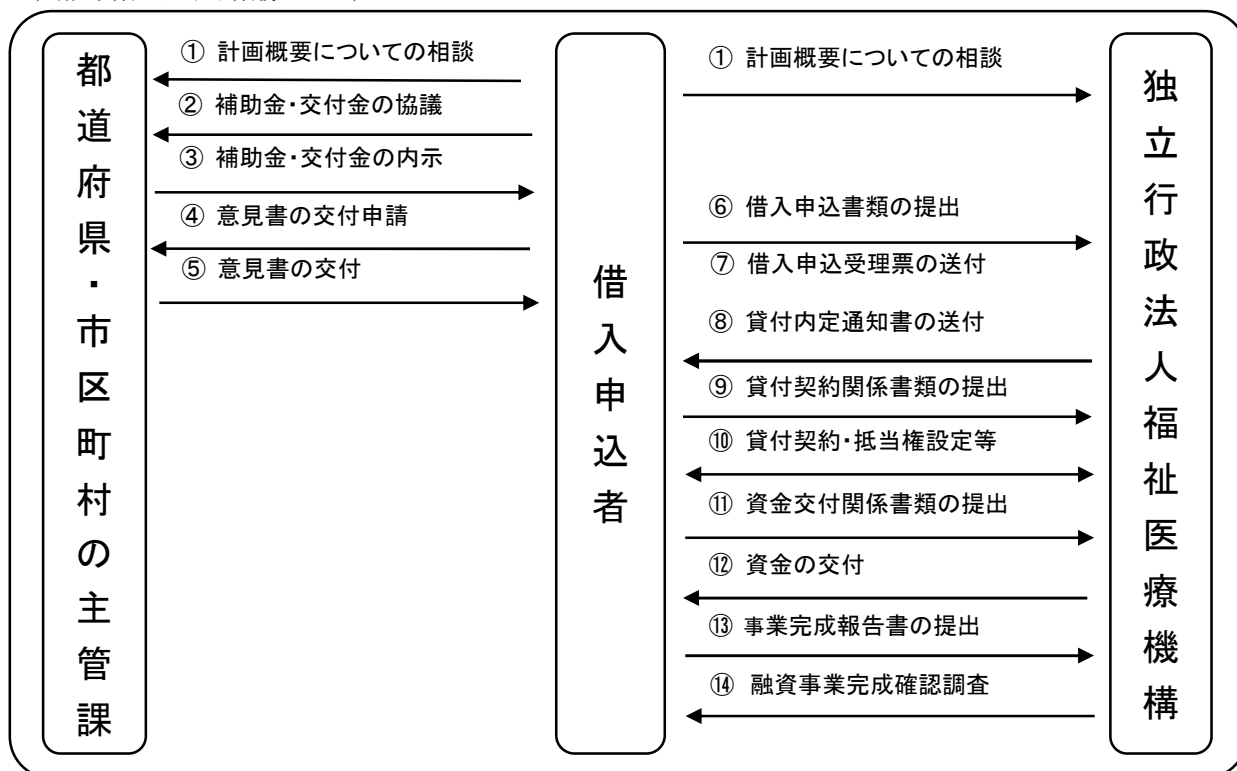 都道府県・市区町村の主管課
① 計画概要についての相談
② 補助金・交付金の協議
③ 補助金・交付金の内示
④ 意見書の交付申請
⑤ 意見書の交付
借入申込者
① 計画概要についての相談
⑥ 借入申込書類の提出
⑦ 借入申込受理票の送付
⑧ 貸付内定通知書の送付
⑨ 貸付契約関係書類の提出
⑩ 貸付契約・抵当権設定等
⑪ 資金交付関係書類の提出
⑫ 資金の交付
⑬ 事業完成報告書の提出
⑭ 融資事業完成確認調査
独立行政法人福祉医療機構